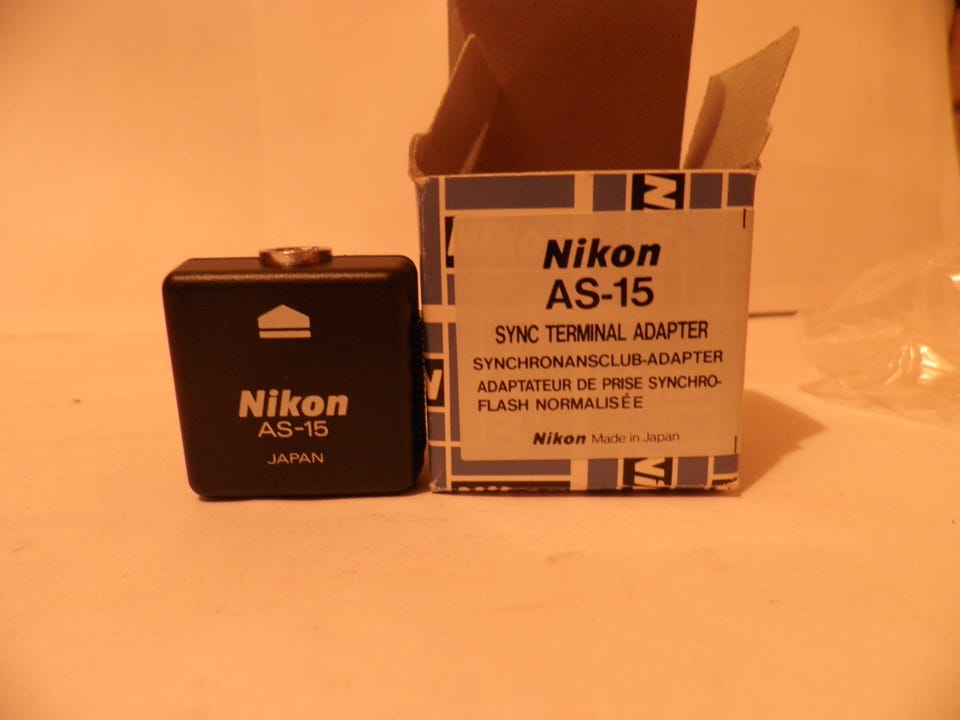 Nikon
AS-15
JAPAN
Nikon
AS-15
SYNC TERMINAL ADAPTER
SYNCHRONANSCLUB-ADAPTER
ADAPTATEUR DE PRISE SYNCHRO-
FLASH NORMALISÉE
Nikon Made in Japan